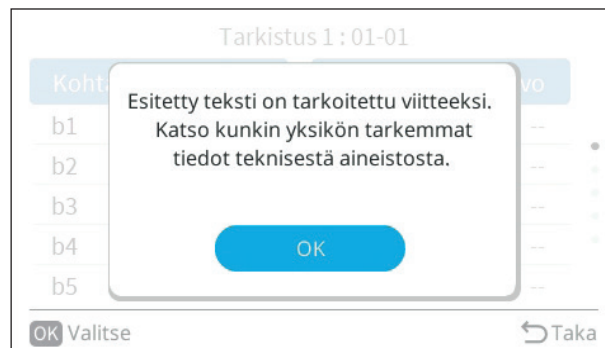 Tarkistus 1 : 01-01
Esitetty teksti on tarkoitettu viitteeksi.
Katso kunkin yksikön tarkemmat
tiedot teknisestä aineistosta.
OK
b1 --
b2 --
b3 --
b4 --
b5 --
OK Valitse Taka